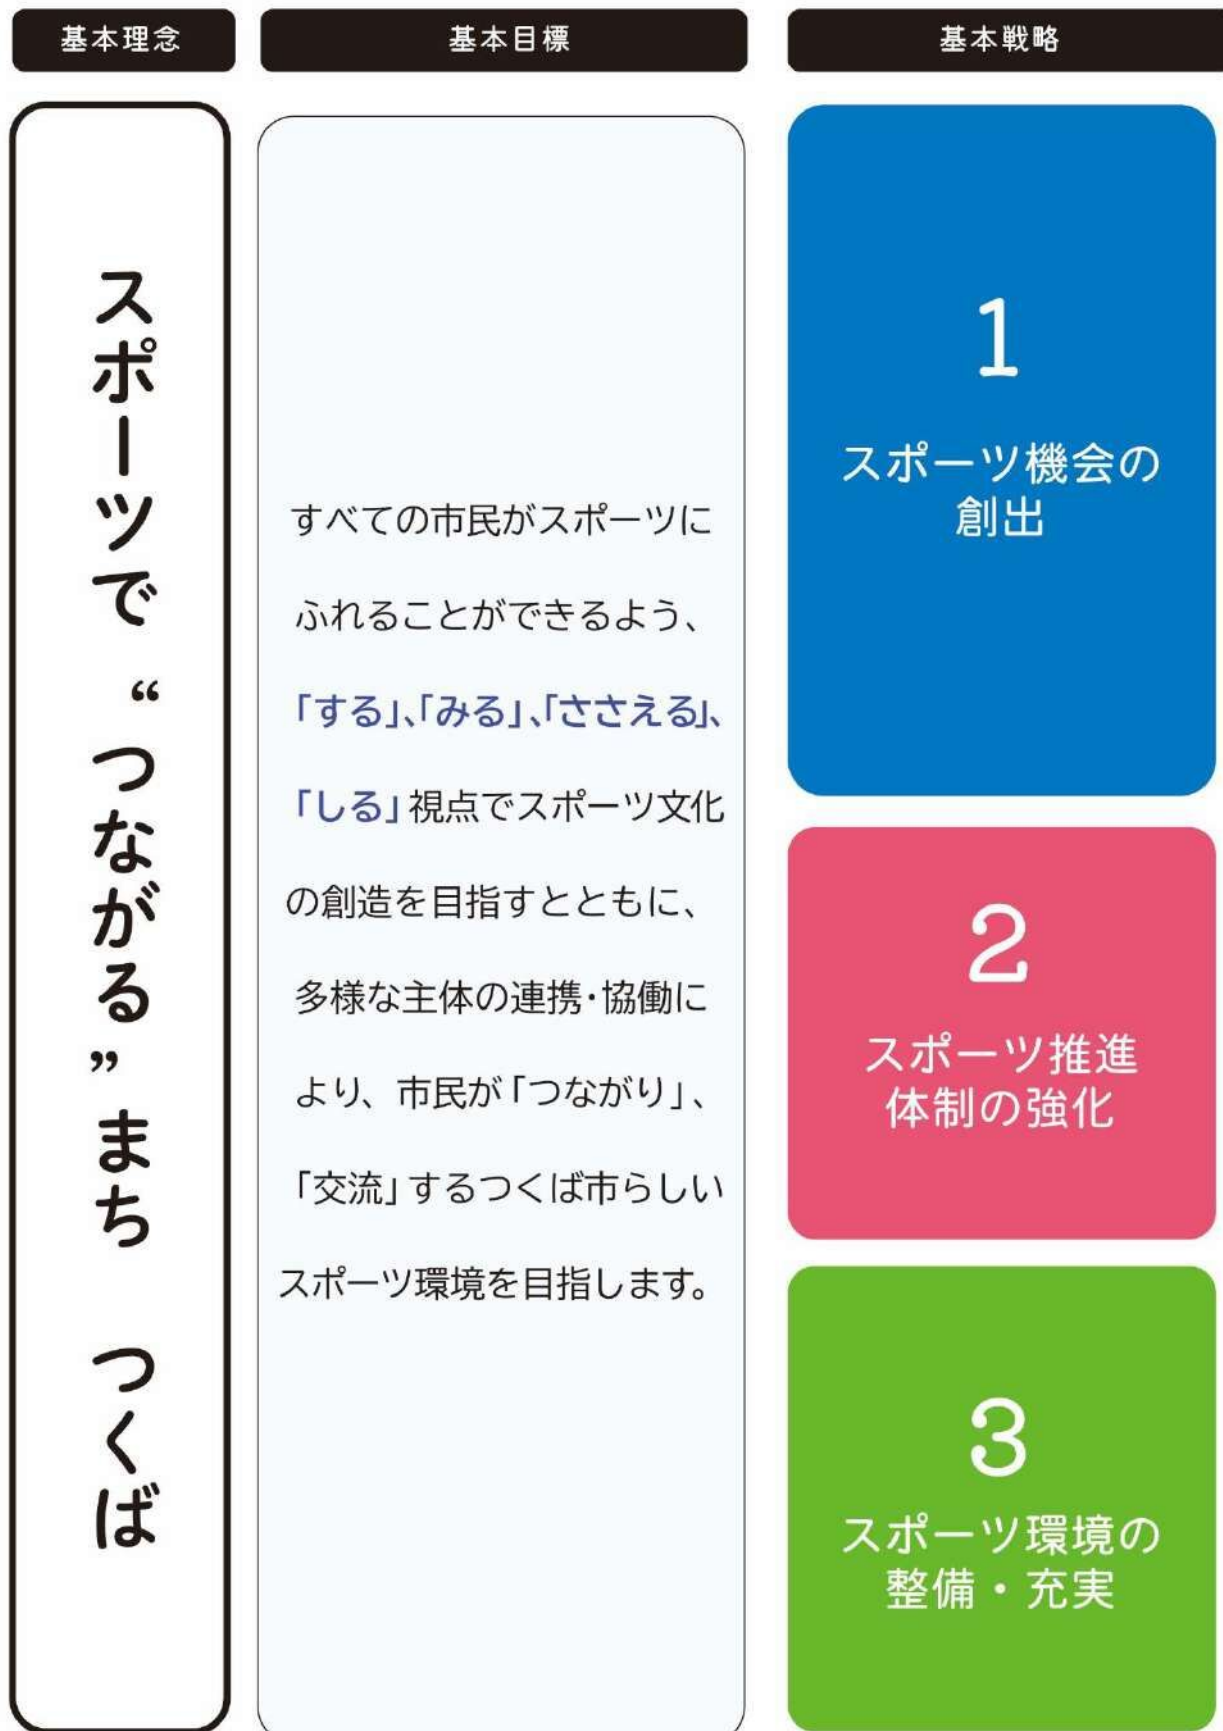 基本理念
基本目標
基本戦略
スポーツで“つながる”まち　つくば
すべての市民がスポーツに
ふれることができるよう、
「する」、「みる」、「ささえる」、
「しる」視点でスポーツ文化
の創造を目指すとともに、
多様な主体の連携・協働に
より、市民が「つながり」、
「交流」するつくば市らしい
スポーツ環境を目指します。
1
スポーツ機会の
創出
2
スポーツ推進
体制の強化
3
スポーツ環境の
整備・充実